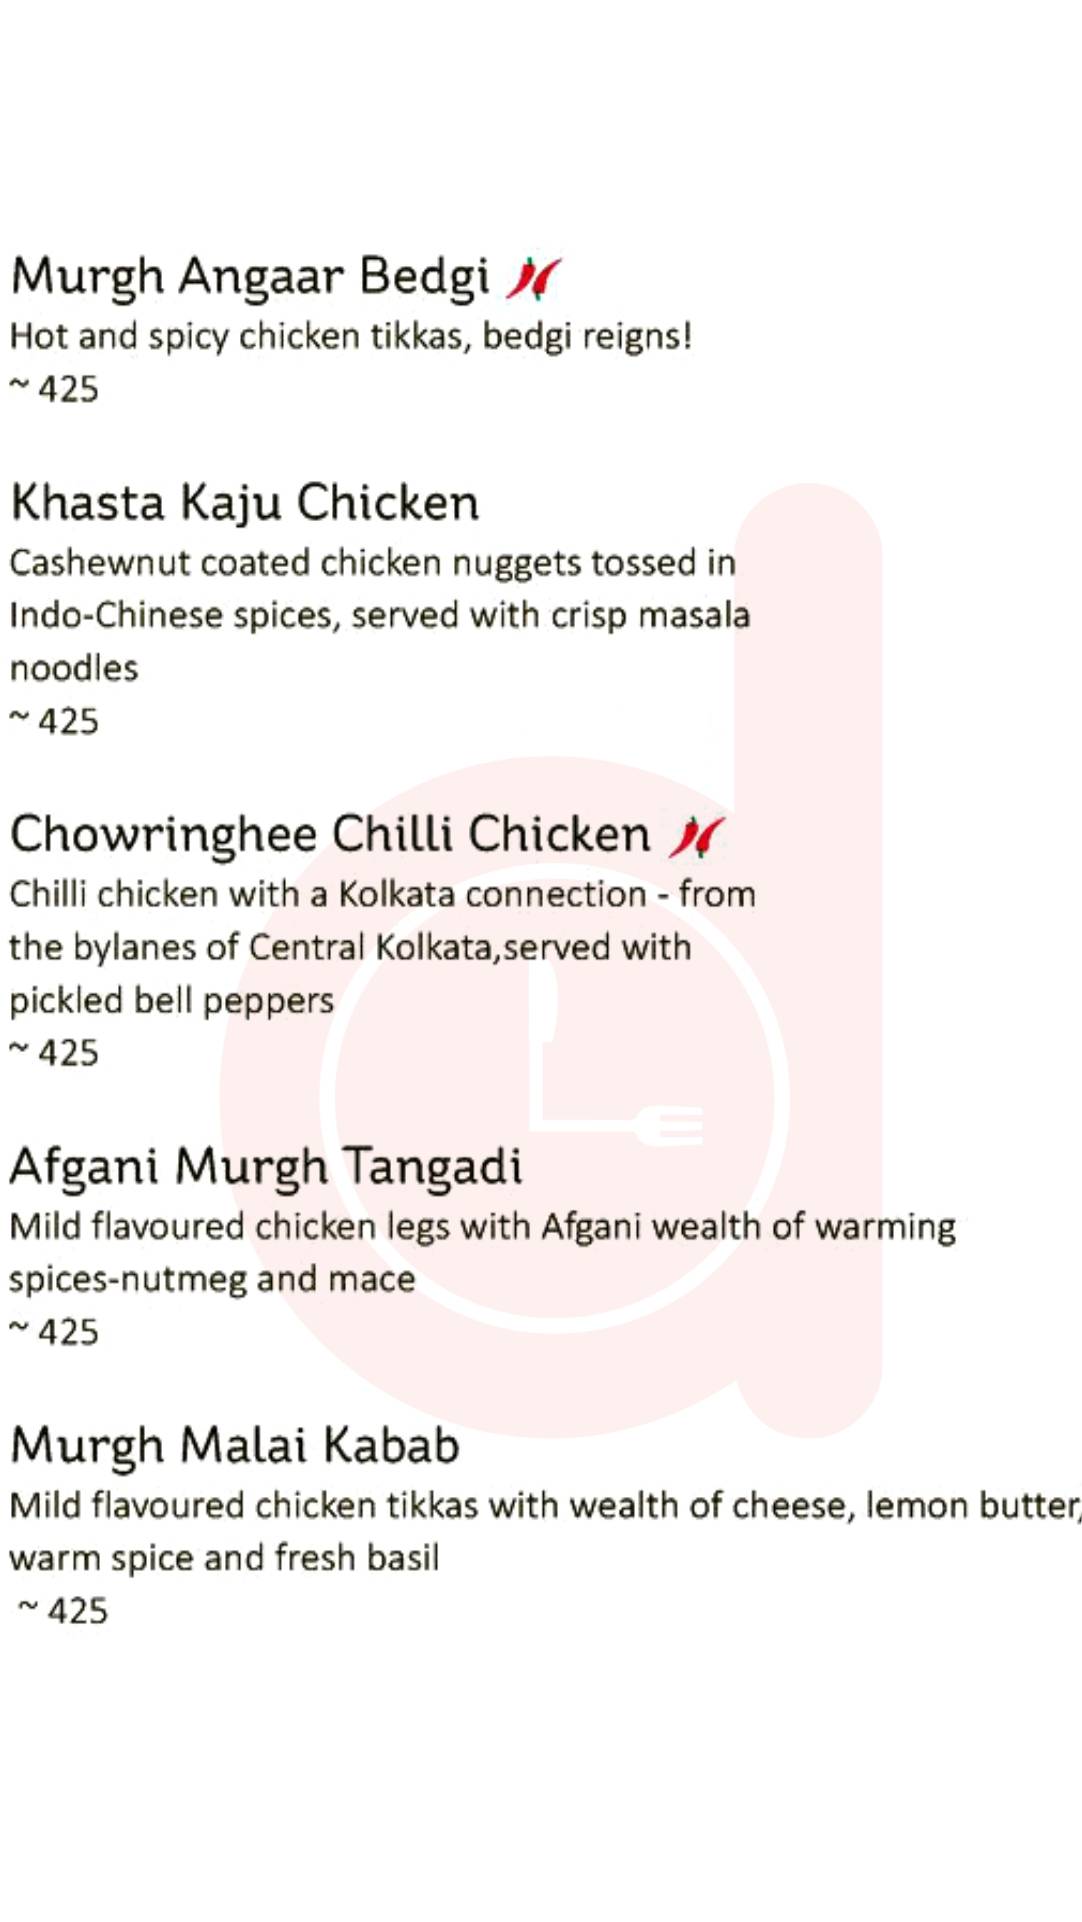 Murgh Angaar Bedgi
Hot and spicy chicken tikkas, bedgi reigns!
~ 425
Khasta Kaju Chicken
Cashewnut coated chicken nuggets tossed in
Indo-Chinese spices, served with crisp masala
noodles
~ 425
Chowringhee Chilli Chicken
Chilli chicken with a Kolkata connection - from
the bylanes of Central Kolkata,served with
pickled bell peppers
~ 425
Afgani Murgh Tangadi
Mild flavoured chicken legs with Afgani wealth of warming
spices-nutmeg and mace
~ 425
Murgh Malai Kabab
Mild flavoured chicken tikkas with wealth of cheese, lemon butter,
warm spice and fresh basil
~ 425